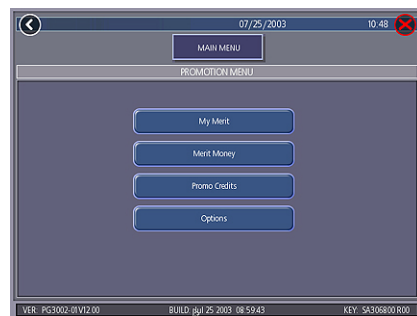 07/25/2003 10:48
MAIN MENU
PROMOTION MENU
My Merit
Merit Money
Promo Credits
Options
VER: PG3002-01V12.00 BUILD: Jul 25 2003 08:59:43 KEY: SA306800 R00